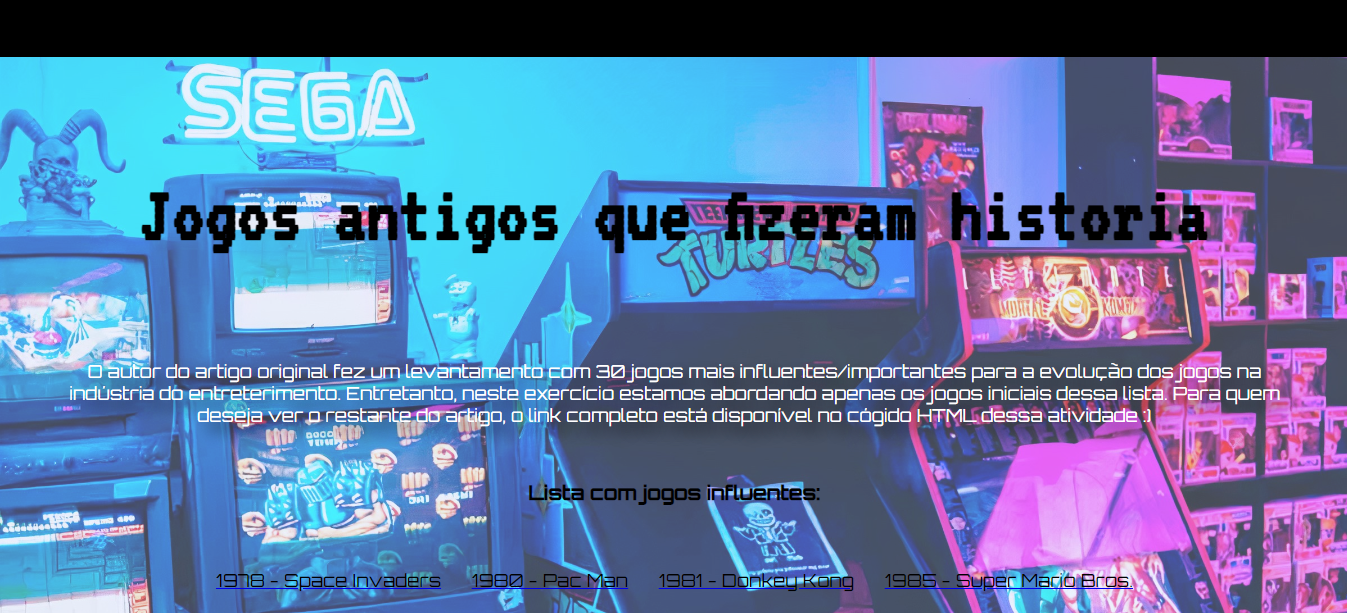 SEGA
Jogos antigos que fizeram historia
TURTLES
MORTAL KOMBAT
O autor do artigo original fez um levantamento com 30 jogos mais influentes/importantes para a evolução dos jogos na
indústria do entreterimento. Entretanto, neste exercício estamos abordando apenas os jogos iniciais dessa lista. Para quem
deseja ver o restante do artigo, o link completo está disponível no cógido HTML dessa atividade :)
Lista com jogos influentes:
1978 - Space Invaders 1980 - Pac Man 1981 - Donkey Kong 1985 - Super Mario Bros.